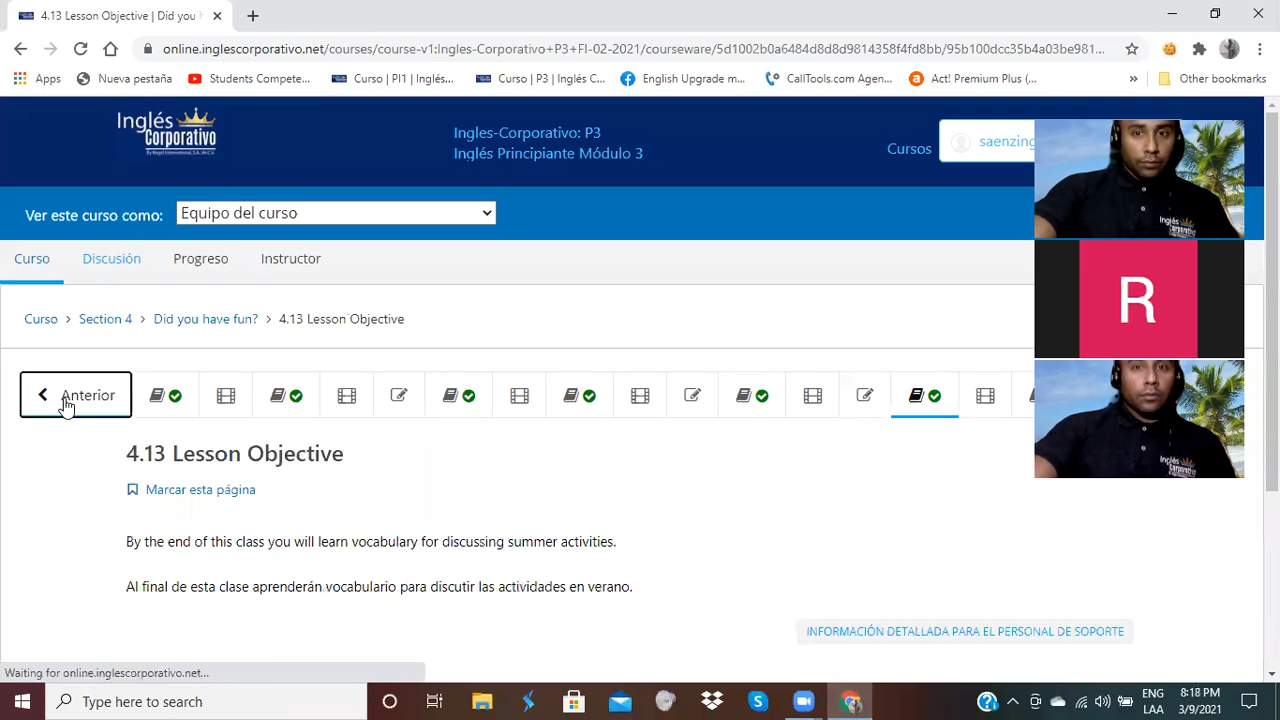 4.13 Lesson Objective | Did you h
online.inglescorporativo.net/courses/course-v1:Ingles-Corporativo+P3+FI-02-2021/courseware/5d1002b0a6484d8d8d9814358f4fd8bb/95b100dcc35b4a03be981...
Apps Nueva pestaña Students Compete... Curso | PI1 | Inglés... Curso | P3 | Inglés C... English Upgrade m... CallTools.com Agen... Act! Premium Plus (... » Other bookmarks
Inglés
Corporativo
Ingles-Corporativo: P3
Inglés Principiante Módulo 3
Cursos
saenzing
Ver este curso como: Equipo del curso
Curso Discusión Progreso Instructor
Curso > Section 4 > Did you have fun? > 4.13 Lesson Objective
Anterior
R
4.13 Lesson Objective
Marcar esta página
By the end of this class you will learn vocabulary for discussing summer activities.
Al final de esta clase aprenderán vocabulario para discutir las actividades en verano.
INFORMACIÓN DETALLADA PARA EL PERSONAL DE SOPORTE
Waiting for online.inglescorporativo.net...
Type here to search
ENG
LAA
8:18 PM
3/9/2021